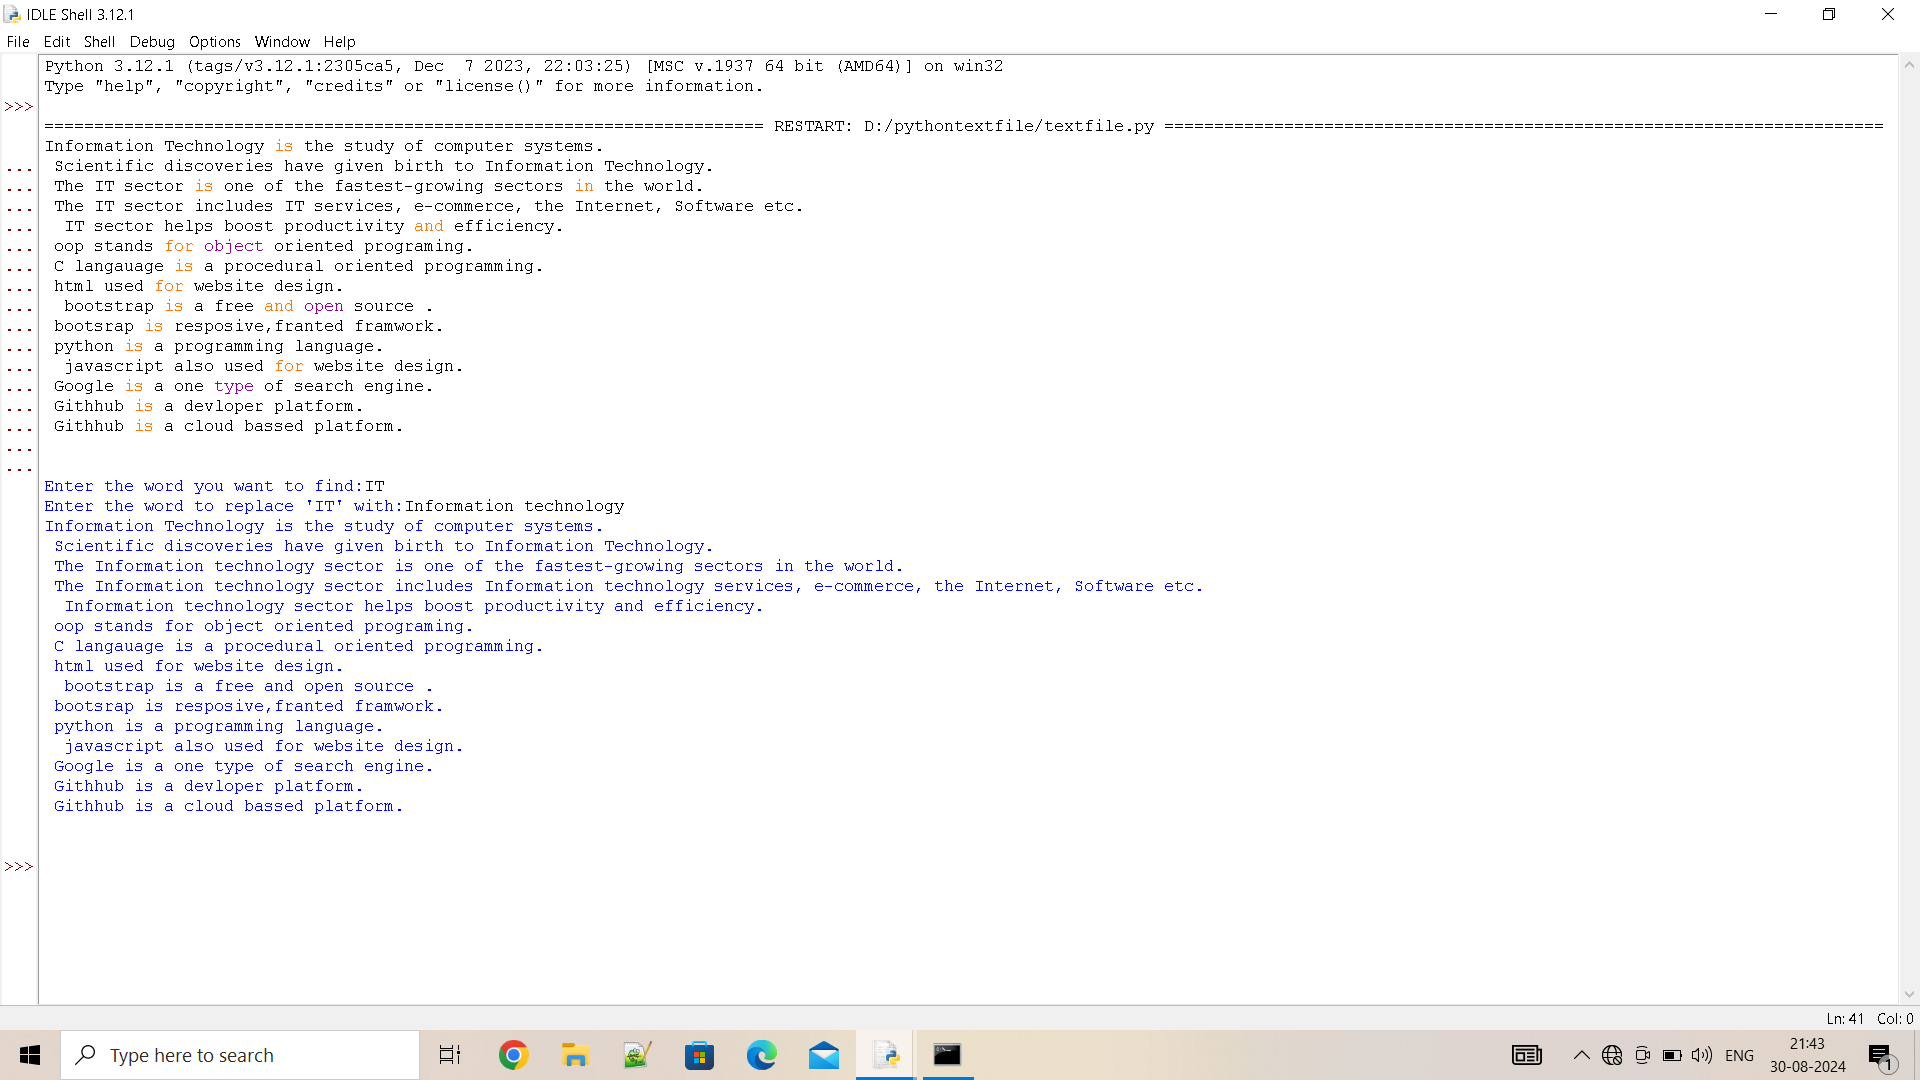 IDLE Shell 3.12.1
File Edit Shell Debug Options Window Help
Python 3.12.1 (tags/v3.12.1:2305ca5, Dec  7 2023, 22:03:25) [MSC v.1937 64 bit (AMD64)] on win32
Type "help", "copyright", "credits" or "license()" for more information.
>>>
======================================================================== RESTART: D:/pythontextfile/textfile.py ========================================================================
Information Technology is the study of computer systems.
... Scientific discoveries have given birth to Information Technology.
... The IT sector is one of the fastest-growing sectors in the world.
... The IT sector includes IT services, e-commerce, the Internet, Software etc.
...  IT sector helps boost productivity and efficiency.
... oop stands for object oriented programing.
... C langauage is a procedural oriented programming.
... html used for website design.
...  bootstrap is a free and open source .
... bootsrap is resposive,franted framwork.
... python is a programming language.
...  javascript also used for website design.
... Google is a one type of search engine.
... Githhub is a devloper platform.
... Githhub is a cloud bassed platform.
...
...
Enter the word you want to find:IT
Enter the word to replace 'IT' with:Information technology
Information Technology is the study of computer systems.
 Scientific discoveries have given birth to Information Technology.
 The Information technology sector is one of the fastest-growing sectors in the world.
 The Information technology sector includes Information technology services, e-commerce, the Internet, Software etc.
  Information technology sector helps boost productivity and efficiency.
 oop stands for object oriented programing.
 C langauage is a procedural oriented programming.
 html used for website design.
  bootstrap is a free and open source .
 bootsrap is resposive,franted framwork.
 python is a programming language.
  javascript also used for website design.
 Google is a one type of search engine.
 Githhub is a devloper platform.
 Githhub is a cloud bassed platform.
>>>
Ln: 41 Col: 0
Type here to search
ENG
21:43
30-08-2024
1